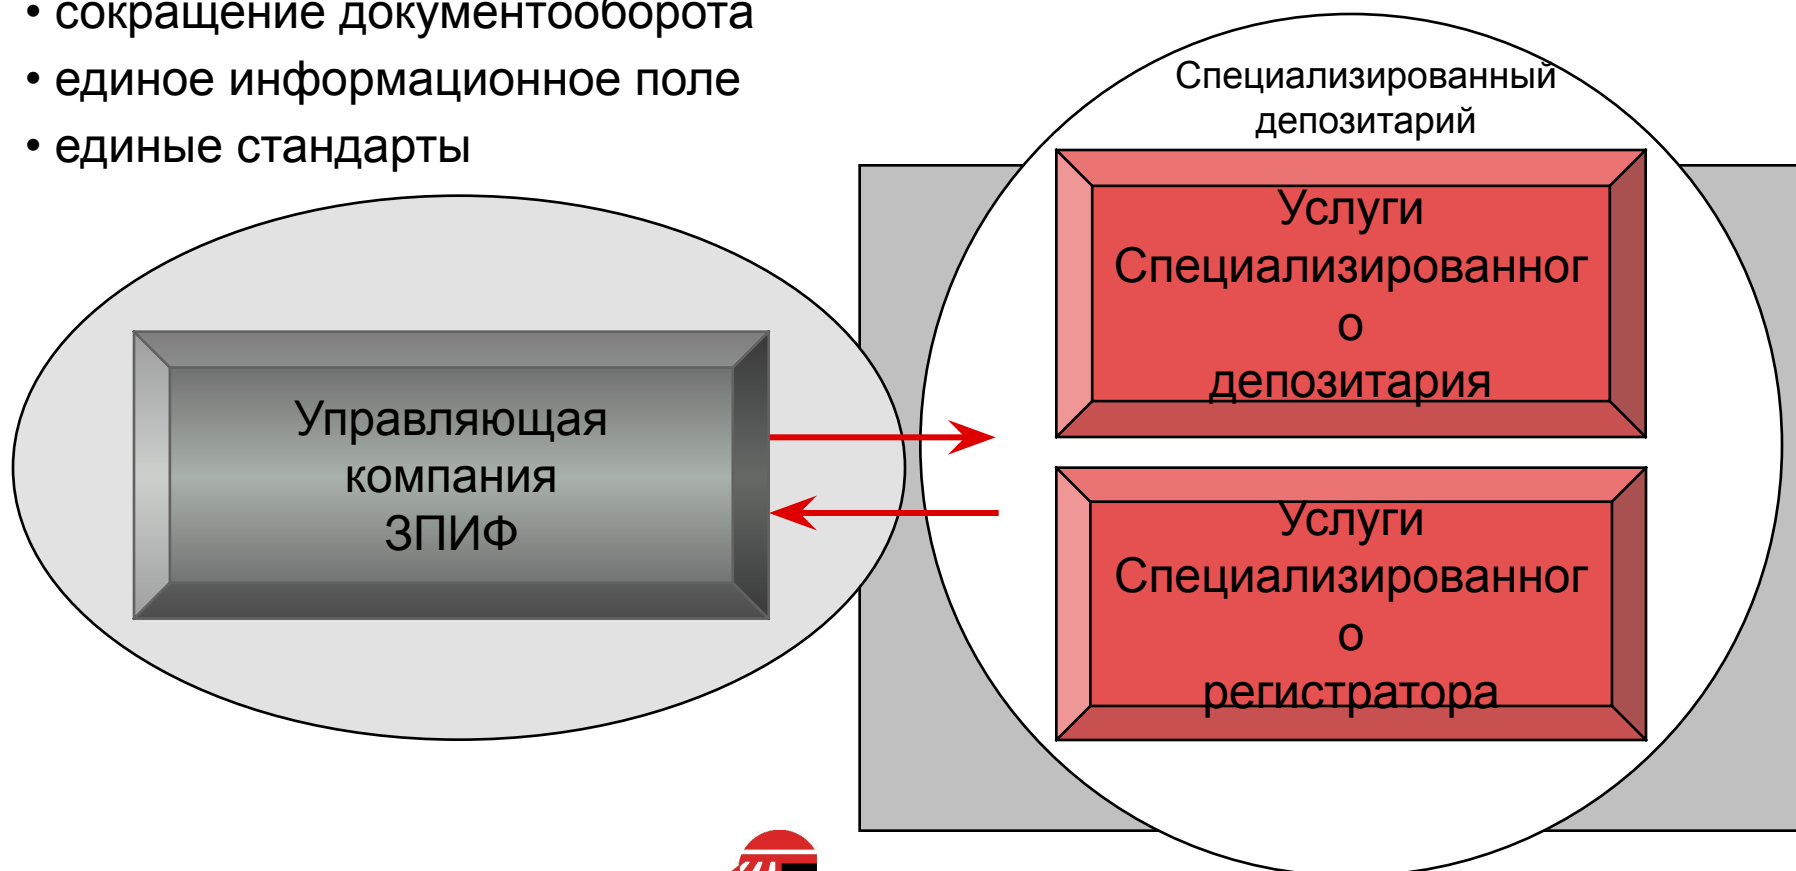 • сокращение документооборота
• единое информационное поле
• единые стандарты
Специализированный
депозитарий
Услуги
Специализированног
о
депозитария
Управляющая
компания
ЗПИФ
Услуги
Специализированног
о
регистратора